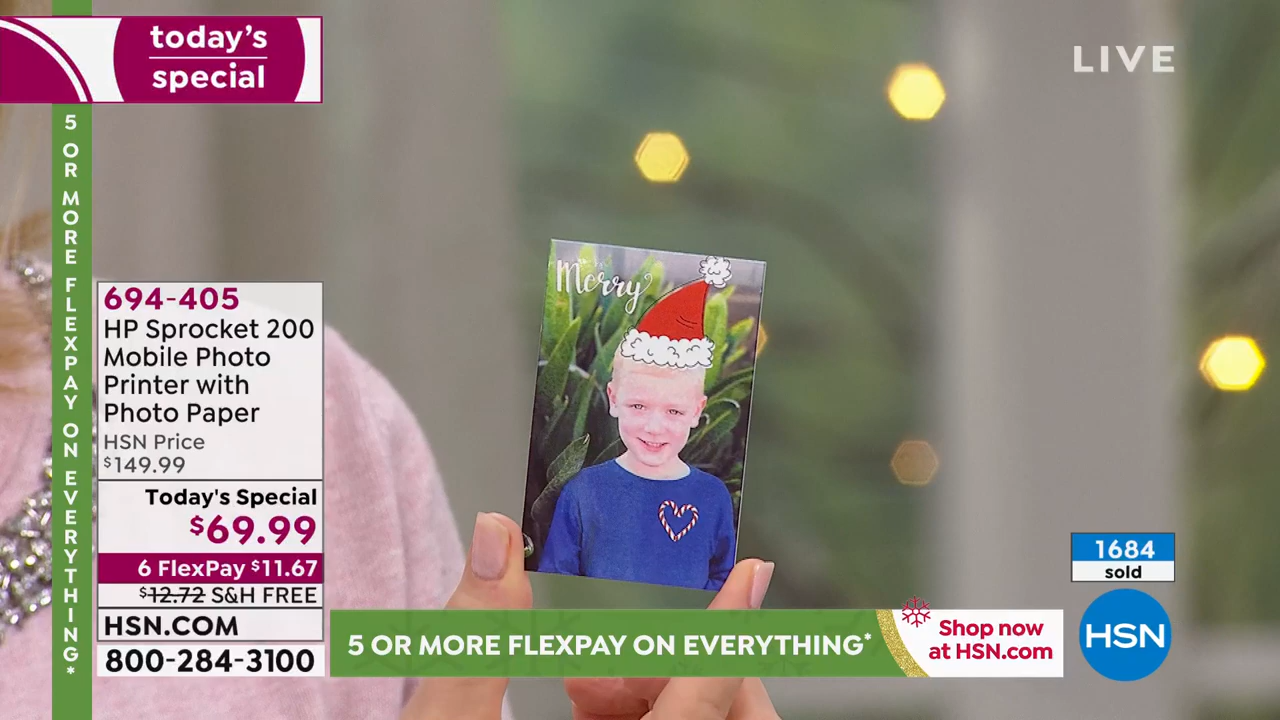 today's
special
LIVE
5 OR MORE FLEXPAY ON EVERYTHING*
Merry
694-405
HP Sprocket 200
Mobile Photo
Printer with
Photo Paper
HSN Price
$149.99
Today's Special
$69.99
6 FlexPay $11.67
$12.72 S&H FREE
HSN.COM
800-284-3100
5 OR MORE FLEXPAY ON EVERYTHING*
Shop now
at HSN.com
1684
sold
HSN